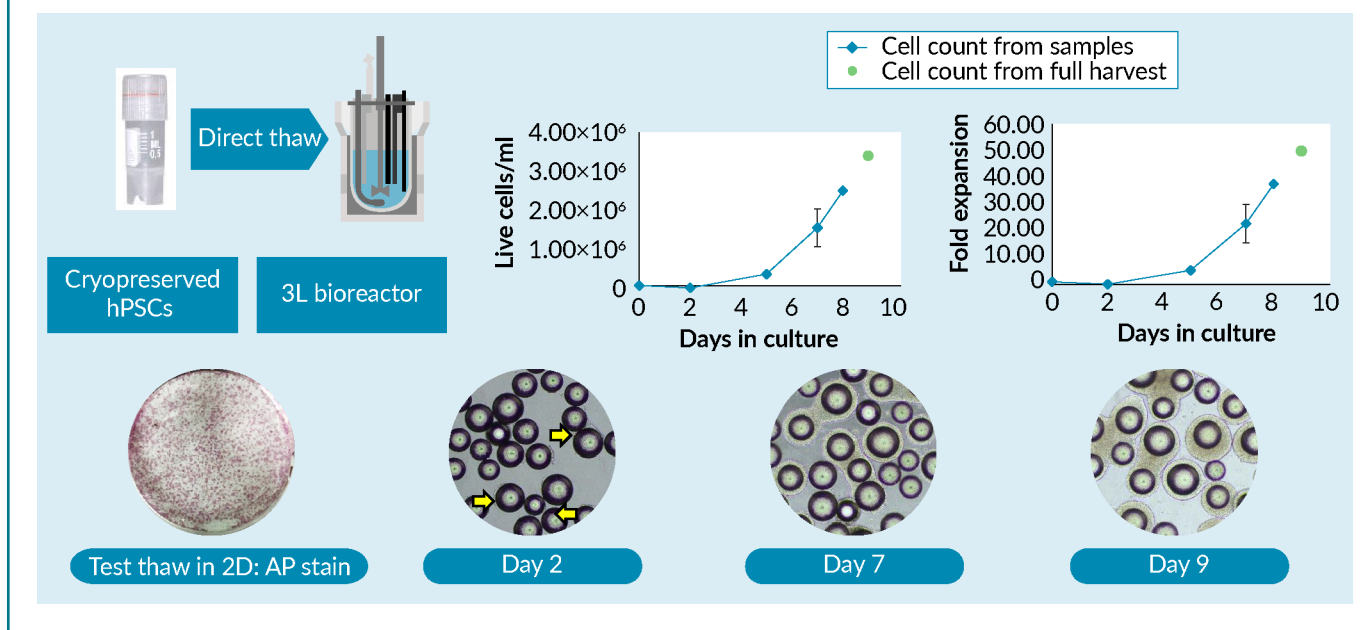 Cell count from samples
Cell count from full harvest
Direct thaw
1
ML
0,5
Cryopreserved
hPSCs
3L bioreactor
Live cells/ml
4.00×10⁶
3.00×10⁶
2.00×10⁶
1.00×10⁶
0
0 2 4 6 8 10
Days in culture
Fold expansion
60.00
50.00
40.00
30.00
20.00
10.00
0
0 2 4 6 8 10
Days in culture
Test thaw in 2D: AP stain
Day 2
Day 7
Day 9